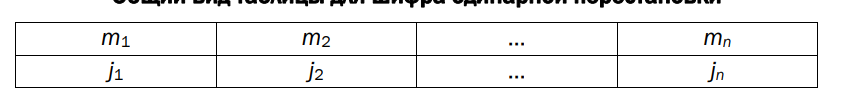 Общий вид таблицы для шифра одинарной перестановки
m₁ m₂ ... mₙ
j₁ j₂ ... jₙ